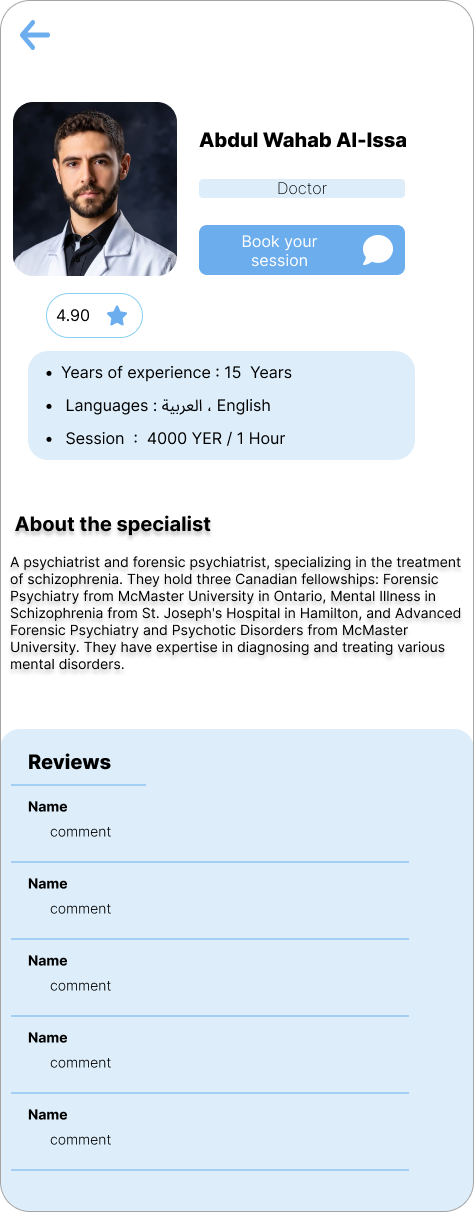 Abdul Wahab Al-Issa
Doctor
Book your
session
4.90
• Years of experience : 15 Years
• Languages : العربية ، English
• Session : 4000 YER / 1 Hour
About the specialist
A psychiatrist and forensic psychiatrist, specializing in the treatment
of schizophrenia. They hold three Canadian fellowships: Forensic
Psychiatry from McMaster University in Ontario, Mental Illness in
Schizophrenia from St. Joseph's Hospital in Hamilton, and Advanced
Forensic Psychiatry and Psychotic Disorders from McMaster
University. They have expertise in diagnosing and treating various
mental disorders.
Reviews
Name
comment
Name
comment
Name
comment
Name
comment
Name
comment